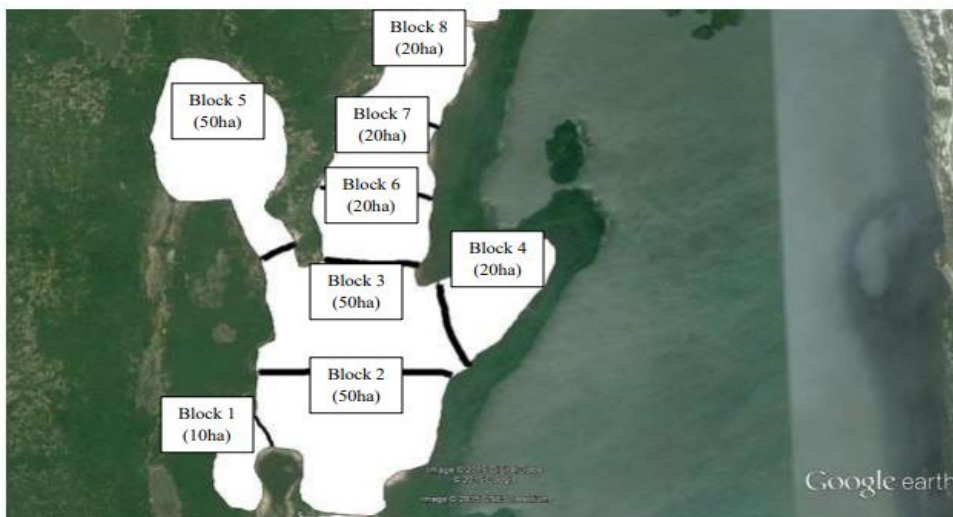 Block 8
(20ha)
Block 5
(50ha)
Block 7
(20ha)
Block 6
(20ha)
Block 4
(20ha)
Block 3
(50ha)
Block 2
(50ha)
Block 1
(10ha)
Google earth